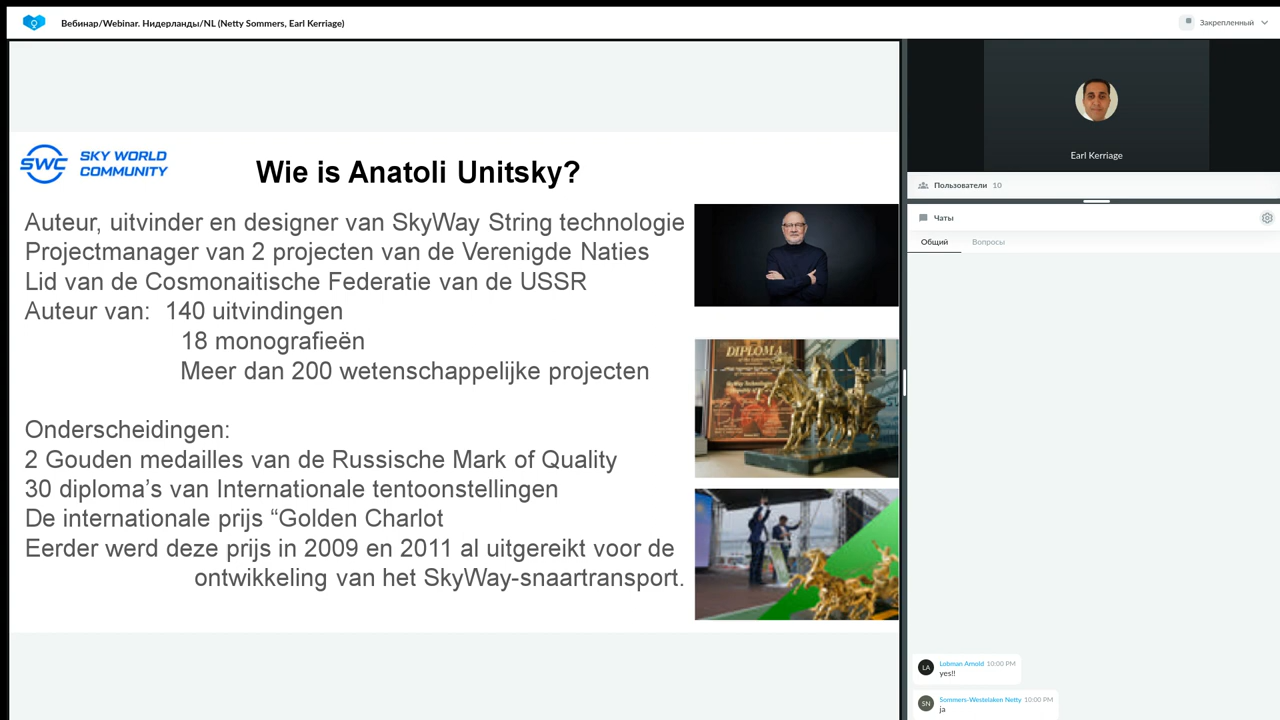 Вебинар/Webinar. Нидерланды/NL (Netty Sommers, Earl Kerriage)
Закрепленный
SWC SKY WORLD
COMMUNITY
Wie is Anatoli Unitsky?
Auteur, uitvinder en designer van SkyWay String technologie
Projectmanager van 2 projecten van de Verenigde Naties
Lid van de Cosmonaitische Federatie van de USSR
Auteur van: 140 uitvindingen
18 monografieën
Meer dan 200 wetenschappelijke projecten
Onderscheidingen:
2 Gouden medailles van de Russische Mark of Quality
30 diploma’s van Internationale tentoonstellingen
De internationale prijs “Golden Charlot
Eerder werd deze prijs in 2009 en 2011 al uitgereikt voor de
ontwikkeling van het SkyWay-snaartransport.
DIPLOMA
Earl Kerriage
Пользователи 10
Чаты
Общий Вопросы
LA Lobman Arnold 10:00 PM
yes!!
SN Sommers-Westelaken Netty 10:00 PM
ja